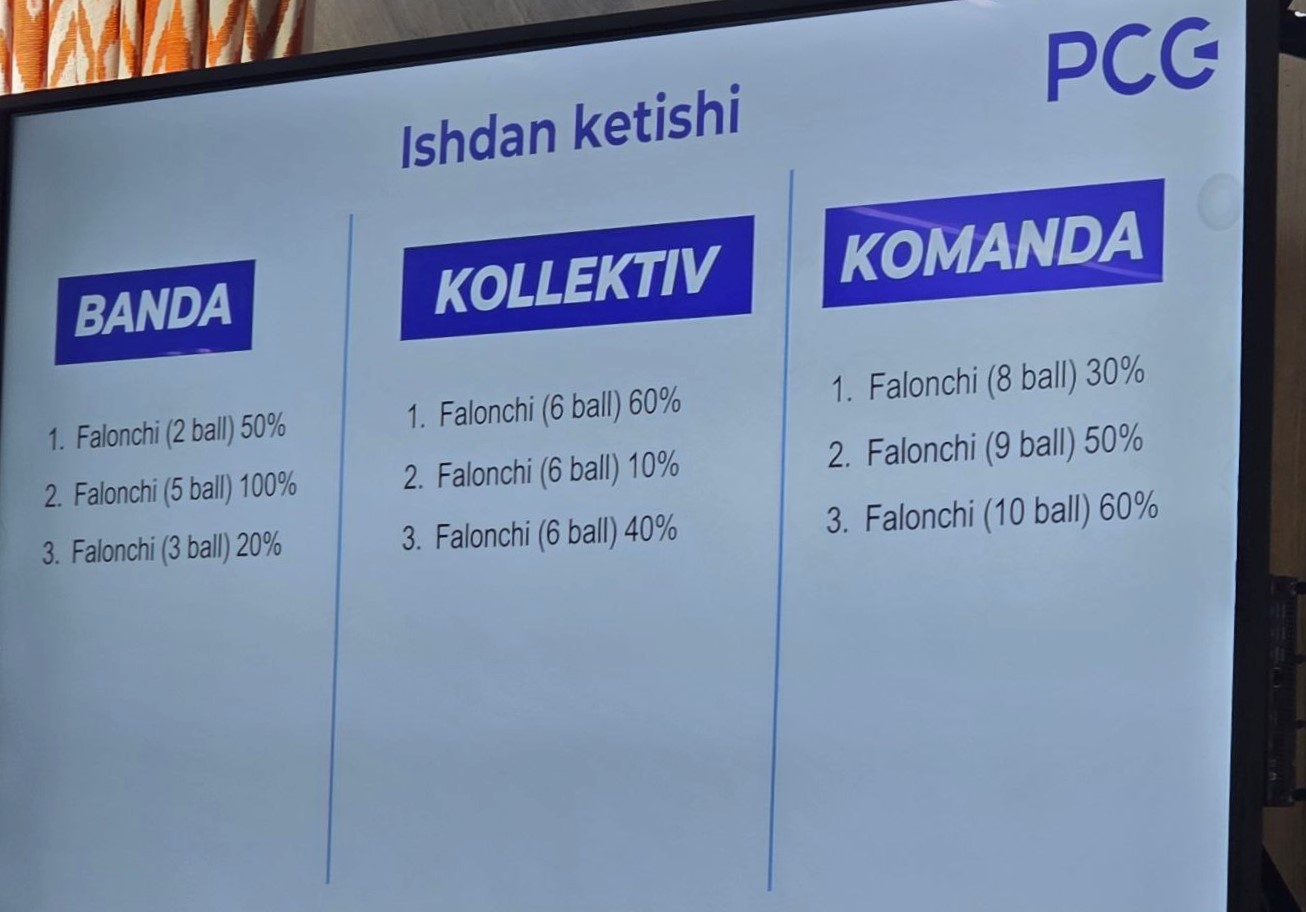 PCG
Ishdan ketishi
BANDA
1. Falonchi (2 ball) 50%
2. Falonchi (5 ball) 100%
3. Falonchi (3 ball) 20%
KOLLEKTIV
1. Falonchi (6 ball) 60%
2. Falonchi (6 ball) 10%
3. Falonchi (6 ball) 40%
KOMANDA
1. Falonchi (8 ball) 30%
2. Falonchi (9 ball) 50%
3. Falonchi (10 ball) 60%